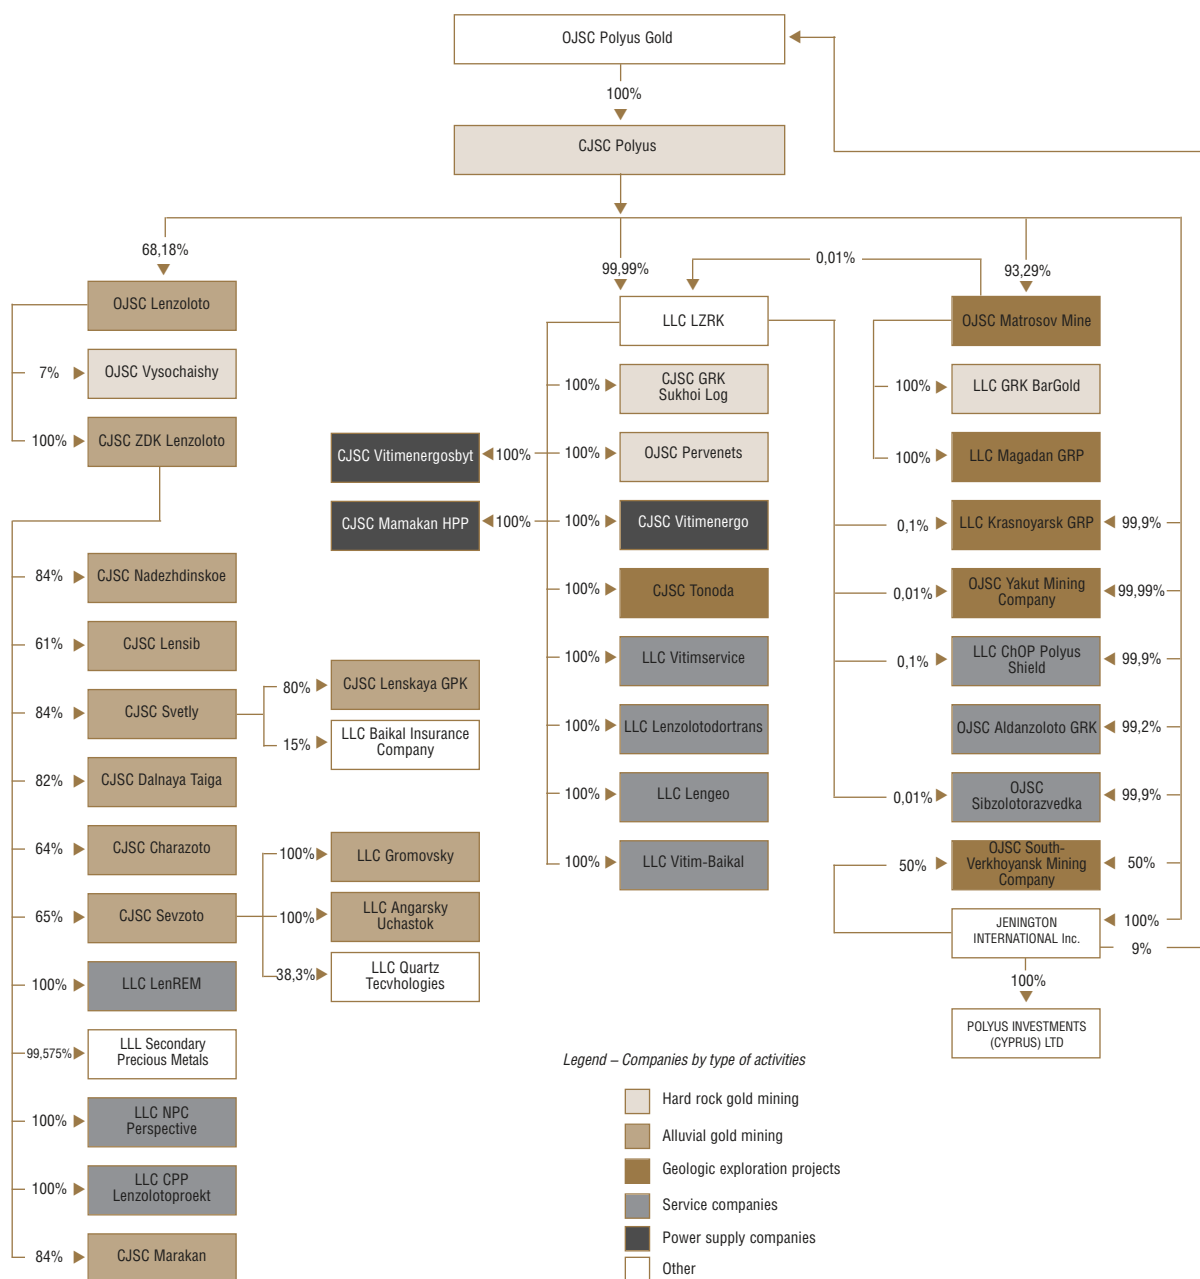 OJSC Polyus Gold
100%
CJSC Polyus
68,18%
99,99%
0,01%
93,29%
OJSC Lenzoloto
7%
OJSC Vysochaishy
100%
CJSC ZDK Lenzoloto
84%
CJSC Nadezhdinskoe
61%
CJSC Lensib
84%
CJSC Svetly
82%
CJSC Dalnaya Taiga
64%
CJSC Charazoto
65%
CJSC Sevzoto
100%
LLC LenREM
99,575%
LLL Secondary
Precious Metals
100%
LLC NPC
Perspective
100%
LLC CPP
Lenzolotoproekt
84%
CJSC Marakan
CJSC Vitimenergosbyt
100%
CJSC Mamakan HPP
100%
80%
CJSC Lenskaya GPK
15%
LLC Baikal Insurance
Company
100%
LLC Gromovsky
100%
LLC Angarsky
Uchastok
38,3%
LLC Quartz
Tecvhologies
LLC LZRK
100%
CJSC GRK
Sukhoi Log
100%
OJSC Pervenets
100%
CJSC Vitimenergo
100%
CJSC Tonoda
100%
LLC Vitimservice
100%
LLC Lenzolotodortrans
100%
LLC Lengeo
100%
LLC Vitim-Baikal
OJSC Matrosov Mine
100%
LLC GRK BarGold
100%
LLC Magadan GRP
0,1%
LLC Krasnoyarsk GRP
99,9%
0,01%
OJSC Yakut Mining
Company
99,99%
0,1%
LLC ChOP Polyus
Shield
99,9%
OJSC Aldanzoloto GRK
99,2%
0,01%
OJSC
Sibzolotorazvedka
99,9%
50%
OJSC South-
Verkhoyansk Mining
Company
50%
JENINGTON
INTERNATIONAL Inc.
100%
9%
100%
POLYUS INVESTMENTS
(CYPRUS) LTD
Legend – Companies by type of activities
Hard rock gold mining
Alluvial gold mining
Geologic exploration projects
Service companies
Power supply companies
Other